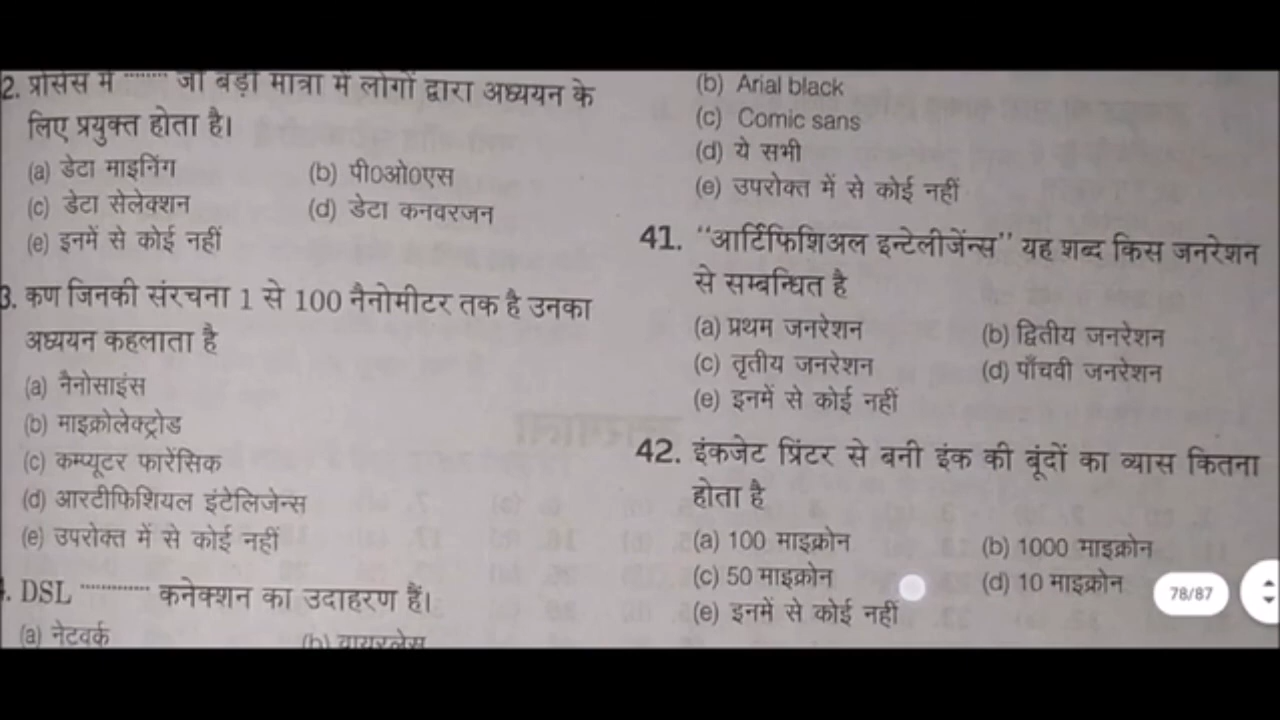 2. प्रोसेस में ········ जो बड़ी मात्रा में लोगों द्वारा अध्ययन के
लिए प्रयुक्त होता है।
(a) डेटा माइनिंग (b) पी0ओ0एस
(c) डेटा सेलेक्शन (d) डेटा कनवरजन
(e) इनमें से कोई नहीं
3. कण जिनकी संरचना 1 से 100 नैनोमीटर तक है उनका
अध्ययन कहलाता है
(a) नैनोसाइंस
(b) माइक्रोलेक्ट्रोड
(c) कम्प्यूटर फारेंसिक
(d) आरटीफिशियल इंटेलिजेन्स
(e) उपरोक्त में से कोई नहीं
. DSL ············ कनेक्शन का उदाहरण हैं।
(a) नेटवर्क (b) वायरलेस
(b) Arial black
(c) Comic sans
(d) ये सभी
(e) उपरोक्त में से कोई नहीं
41. “आर्टिफिशिअल इन्टेलीजेंन्स” यह शब्द किस जनरेशन
से सम्बन्धित है
(a) प्रथम जनरेशन (b) द्वितीय जनरेशन
(c) तृतीय जनरेशन (d) पाँचवी जनरेशन
(e) इनमें से कोई नहीं
42. इंकजेट प्रिंटर से बनी इंक की बूंदों का व्यास कितना
होता है
(a) 100 माइक्रोन (b) 1000 माइक्रोन
(c) 50 माइक्रोन (d) 10 माइक्रोन
(e) इनमें से कोई नहीं
78/87